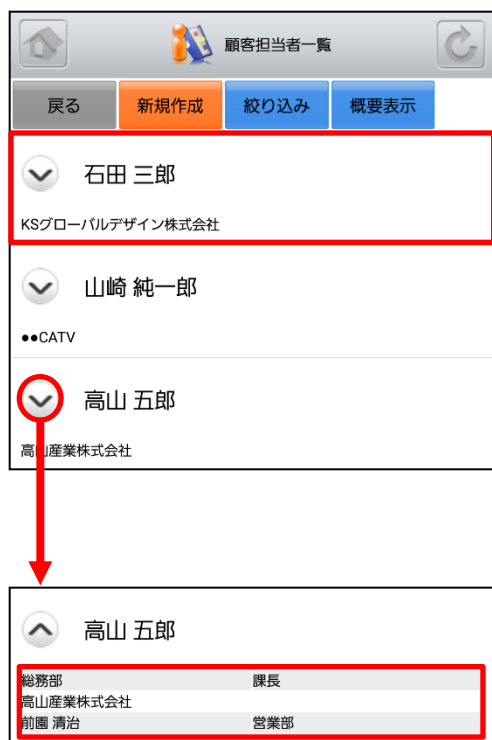 顧客担当者一覧
戻る 新規作成 絞り込み 概要表示
石田 三郎
KSグローバルデザイン株式会社
山崎 純一郎
●●CATV
高山 五郎
高山産業株式会社
高山 五郎
総務部 課長
高山産業株式会社
前園 清治 営業部